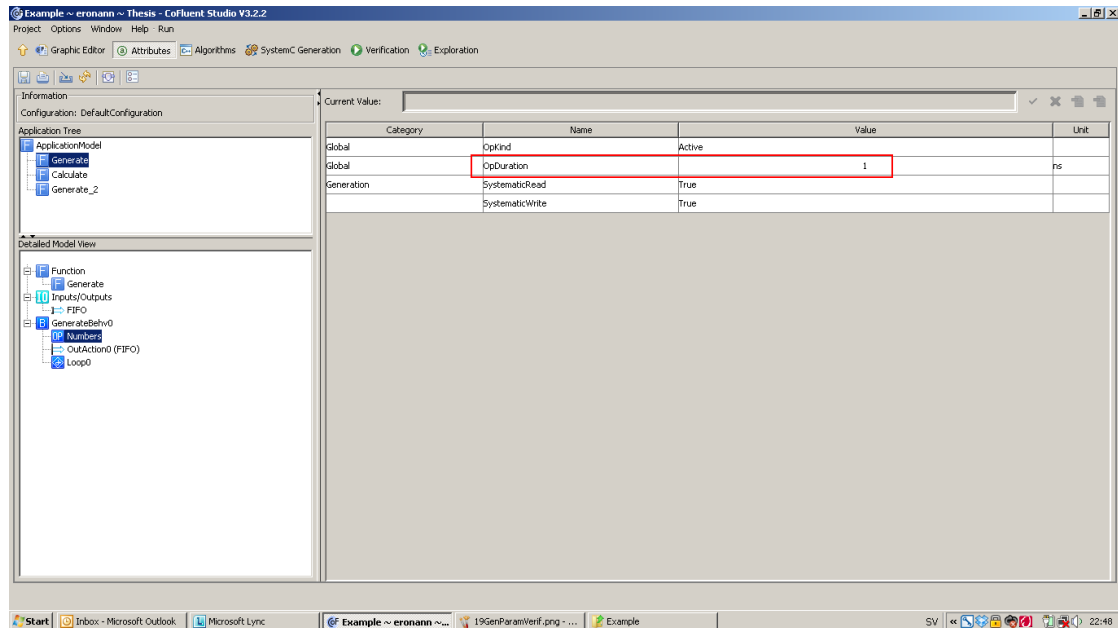 Example ~ eronann ~ Thesis - CoFluent Studio V3.2.2
Project Options Window Help Run
Graphic Editor Attributes Algorithms SystemC Generation Verification Exploration
Information
Configuration: DefaultConfiguration
Current Value:
Application Tree
ApplicationModel
Generate
Calculate
Generate_2
Category Name Value Unit
Global OpKind Active
Global OpDuration 1 ns
Generation SystematicRead True
SystematicWrite True
Detailed Model View
Function
Generate
Inputs/Outputs
FIFO
GenerateBehv0
Numbers
OutAction0 (FIFO)
Loop0
Start Inbox - Microsoft Outlook Microsoft Lync Example ~ eronann ~... 19GenParamVerif.png - ... Example SV « 22:48